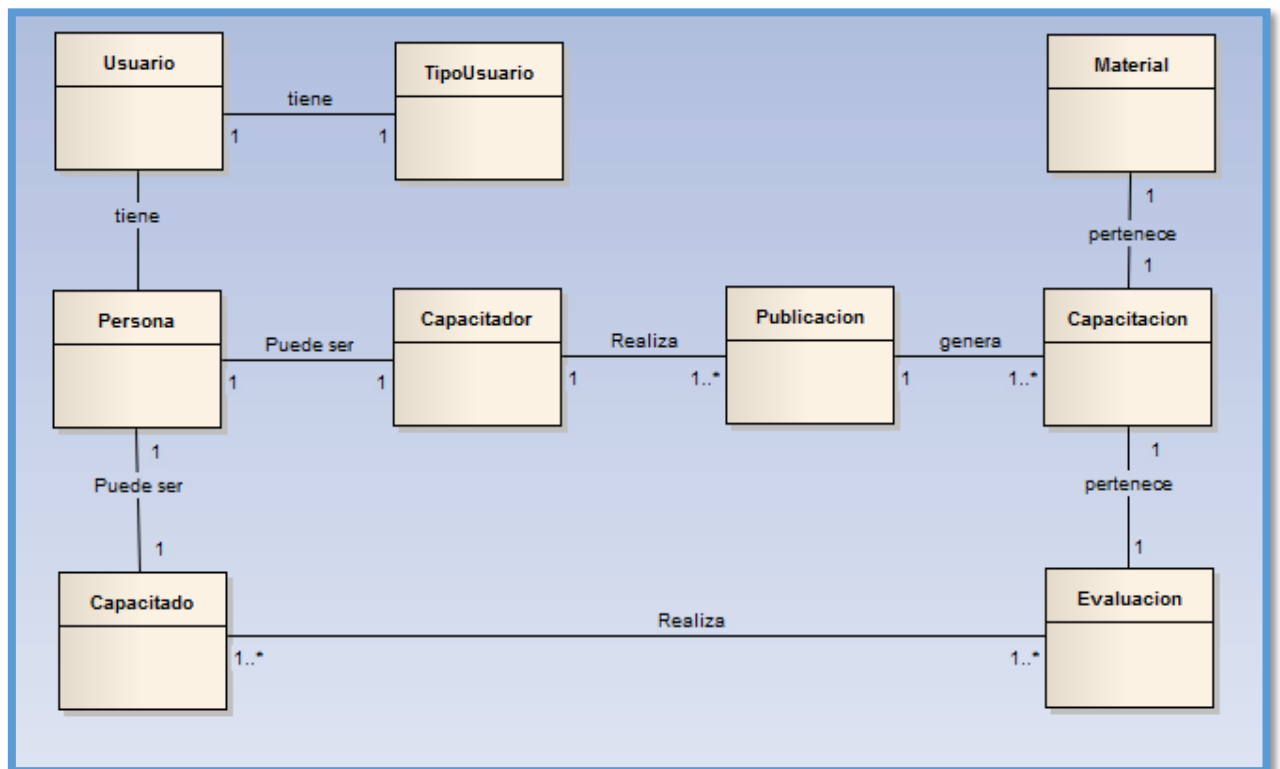 Usuario
TipoUsuario
Material
tiene
1
1
tiene
1
pertenece
1
Persona
Capacitador
Publicacion
Capacitacion
Puede ser
Realiza
genera
1
1
1
1..*
1
1..*
1
Puede ser
1
1
pertenece
1
Capacitado
Evaluacion
Realiza
1..*
1..*